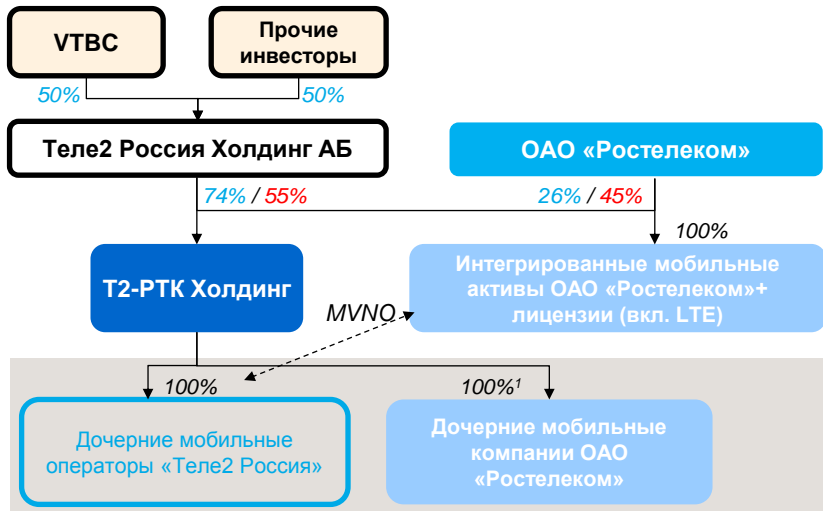 VTBC
Прочие
инвесторы
50%
50%
Теле2 Россия Холдинг АБ
ОАО «Ростелеком»
74% / 55%
26% / 45%
100%
Т2-РТК Холдинг
Интегрированные мобильные
активы ОАО «Ростелеком»+
лицензии (вкл. LTE)
MVNO
100%
100%¹
Дочерние мобильные
операторы «Теле2 Россия»
Дочерние мобильные
компании ОАО
«Ростелеком»